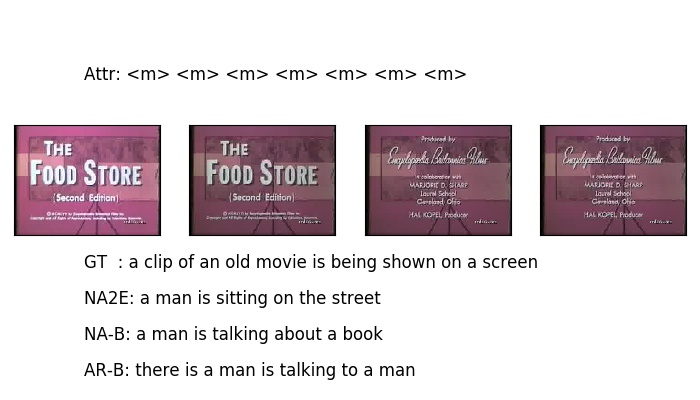 Attr: <m> <m> <m> <m> <m> <m> <m>
THE
FOOD STORE
(Second Edition)
THE
FOOD STORE
(Second Edition)
Produced by
Encyclopaedia Britannica Films
in collaboration with
MARJORIE D. SHARP
Laurel School
Cleveland, Ohio
HAL KOPEL, Producer
Produced by
Encyclopaedia Britannica Films
in collaboration with
MARJORIE D. SHARP
Laurel School
Cleveland, Ohio
HAL KOPEL, Producer
GT : a clip of an old movie is being shown on a screen
NA2E: a man is sitting on the street
NA-B: a man is talking about a book
AR-B: there is a man is talking to a man